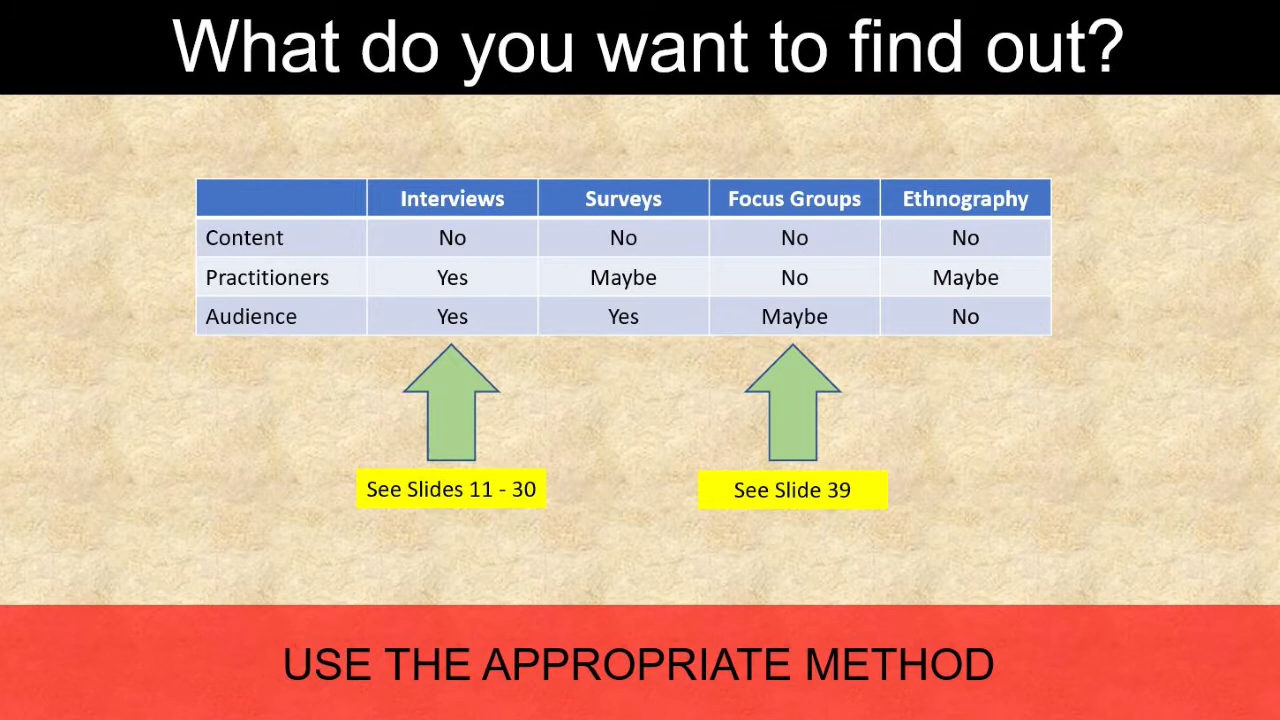 What do you want to find out?
Interviews Surveys Focus Groups Ethnography
Content No No No No
Practitioners Yes Maybe No Maybe
Audience Yes Yes Maybe No
See Slides 11 - 30
See Slide 39
USE THE APPROPRIATE METHOD